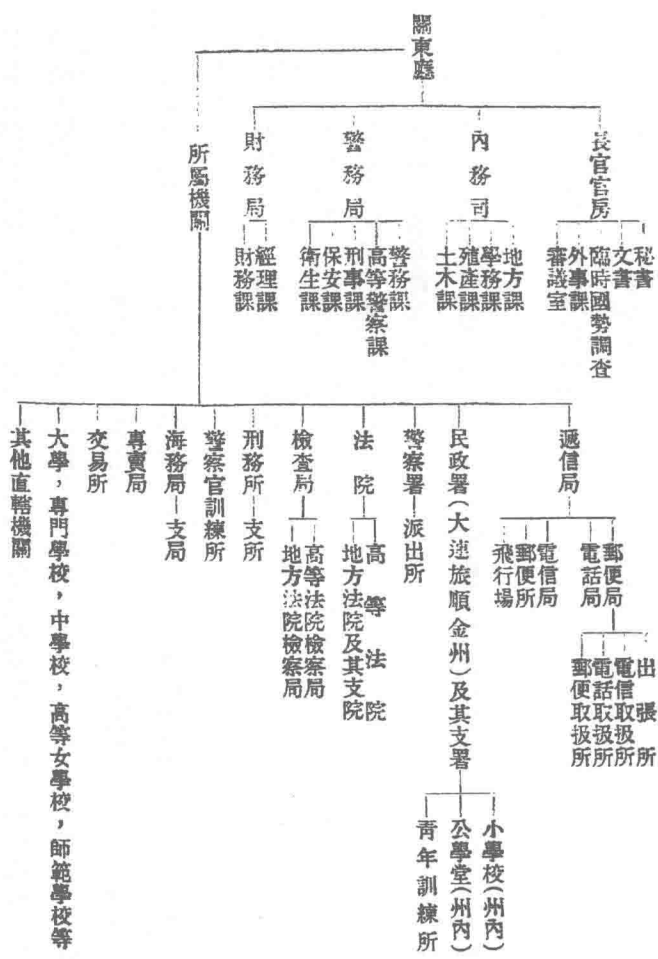 關東廳
長官官房
秘書
文書
臨時國勢調查
外事課
審議室
內務司
地方課
學務課
殖產課
土木課
警務局
警務課
高等警察課
刑事課
保安課
衛生課
財務局
經理課
財務課
所屬機關
遞信局
郵便局
出張所
電信取扱所
電話取扱所
郵便取扱所
電話局
電信局
郵便所
飛行場
民政署(大連旅順金州)及其支署
小學校(州內)
公學堂(州內)
青年訓練所
警察署—派出所
法院
高等法院
地方法院及其支院
檢查局
高等法院檢察局
地方法院檢察局
刑務所—支所
警察官訓練所
海務局—支局
專賣局
交易所
大學,專門學校,中學校,高等女學校,師範學校等
其他直轄機關